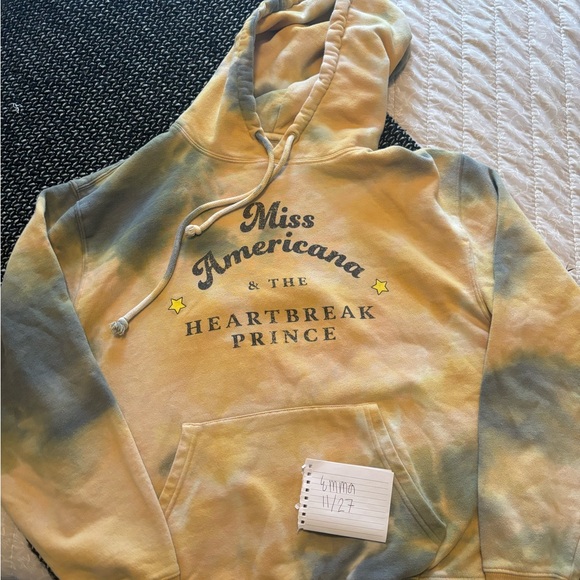 Miss
Americana
& THE
HEARTBREAK
PRINCE
Emma
11/27